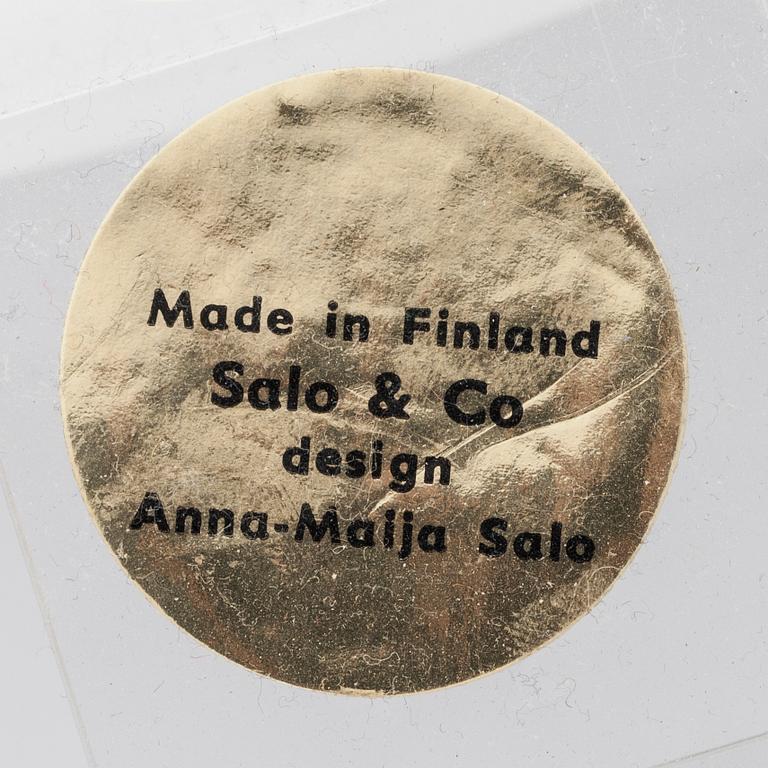 Made in Finland
Salo & Co
design
Anna-Maija Salo